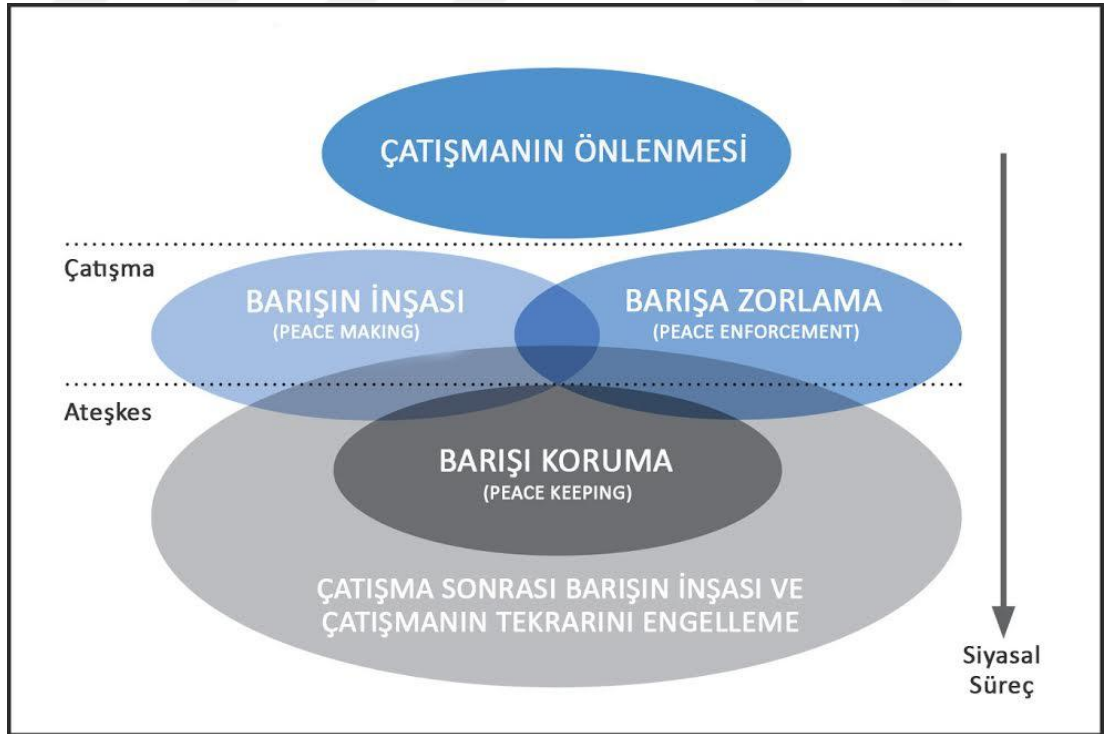 ÇATIŞMANIN ÖNLENMESİ
Çatışma
BARIŞIN İNŞASI
(PEACE MAKING)
BARIŞA ZORLAMA
(PEACE ENFORCEMENT)
Ateşkes
BARIŞI KORUMA
(PEACE KEEPING)
ÇATIŞMA SONRASI BARIŞIN İNŞASI VE
ÇATIŞMANIN TEKRARINI ENGELLEME
Siyasal
Süreç